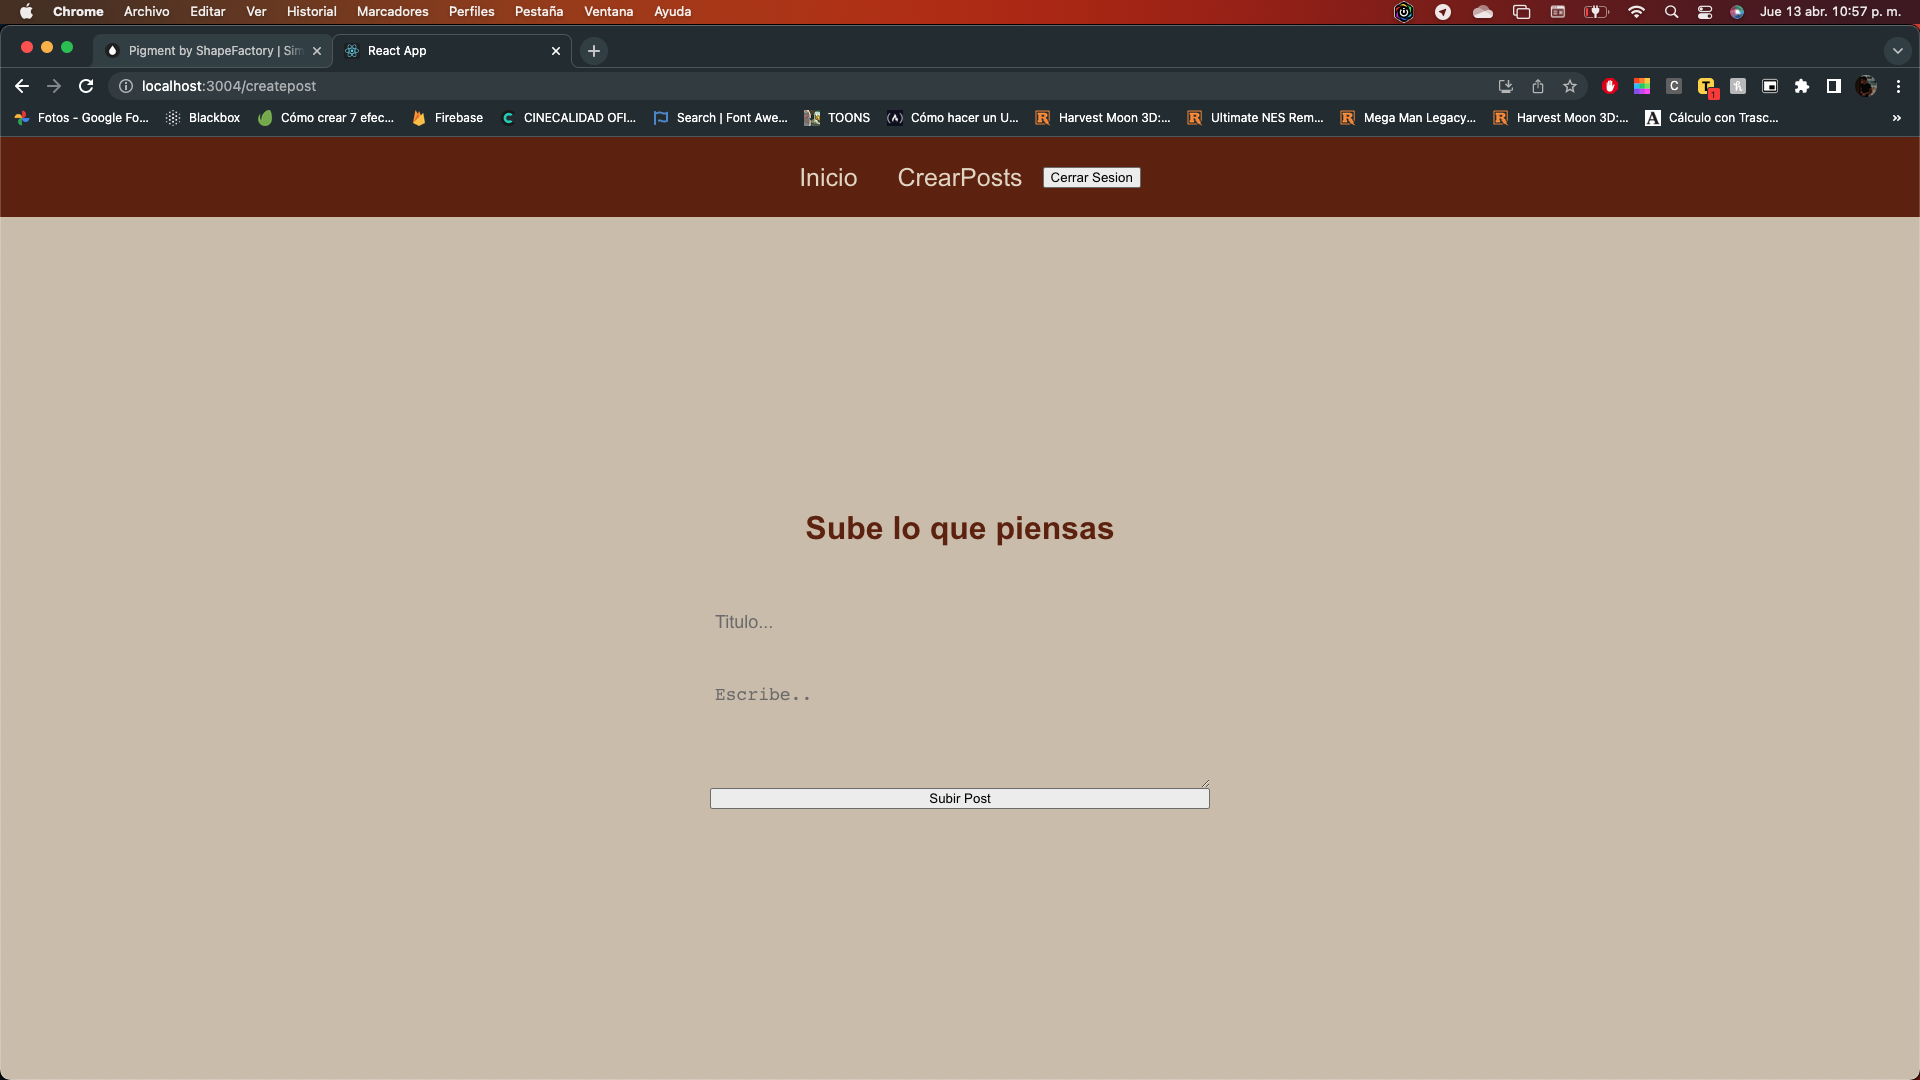 Chrome Archivo Editar Ver Historial Marcadores Perfiles Pestaña Ventana Ayuda Jue 13 abr. 10:57 p. m.
Pigment by ShapeFactory | Sim React App
localhost:3004/createpost
Fotos - Google Fo... Blackbox Cómo crear 7 efec... Firebase CINECALIDAD OFI... Search | Font Awe... TOONS Cómo hacer un U... Harvest Moon 3D:... Ultimate NES Rem... Mega Man Legacy... Harvest Moon 3D:... Cálculo con Trasc...
Inicio CrearPosts Cerrar Sesion
Sube lo que piensas
Titulo...
Escribe..
Subir Post